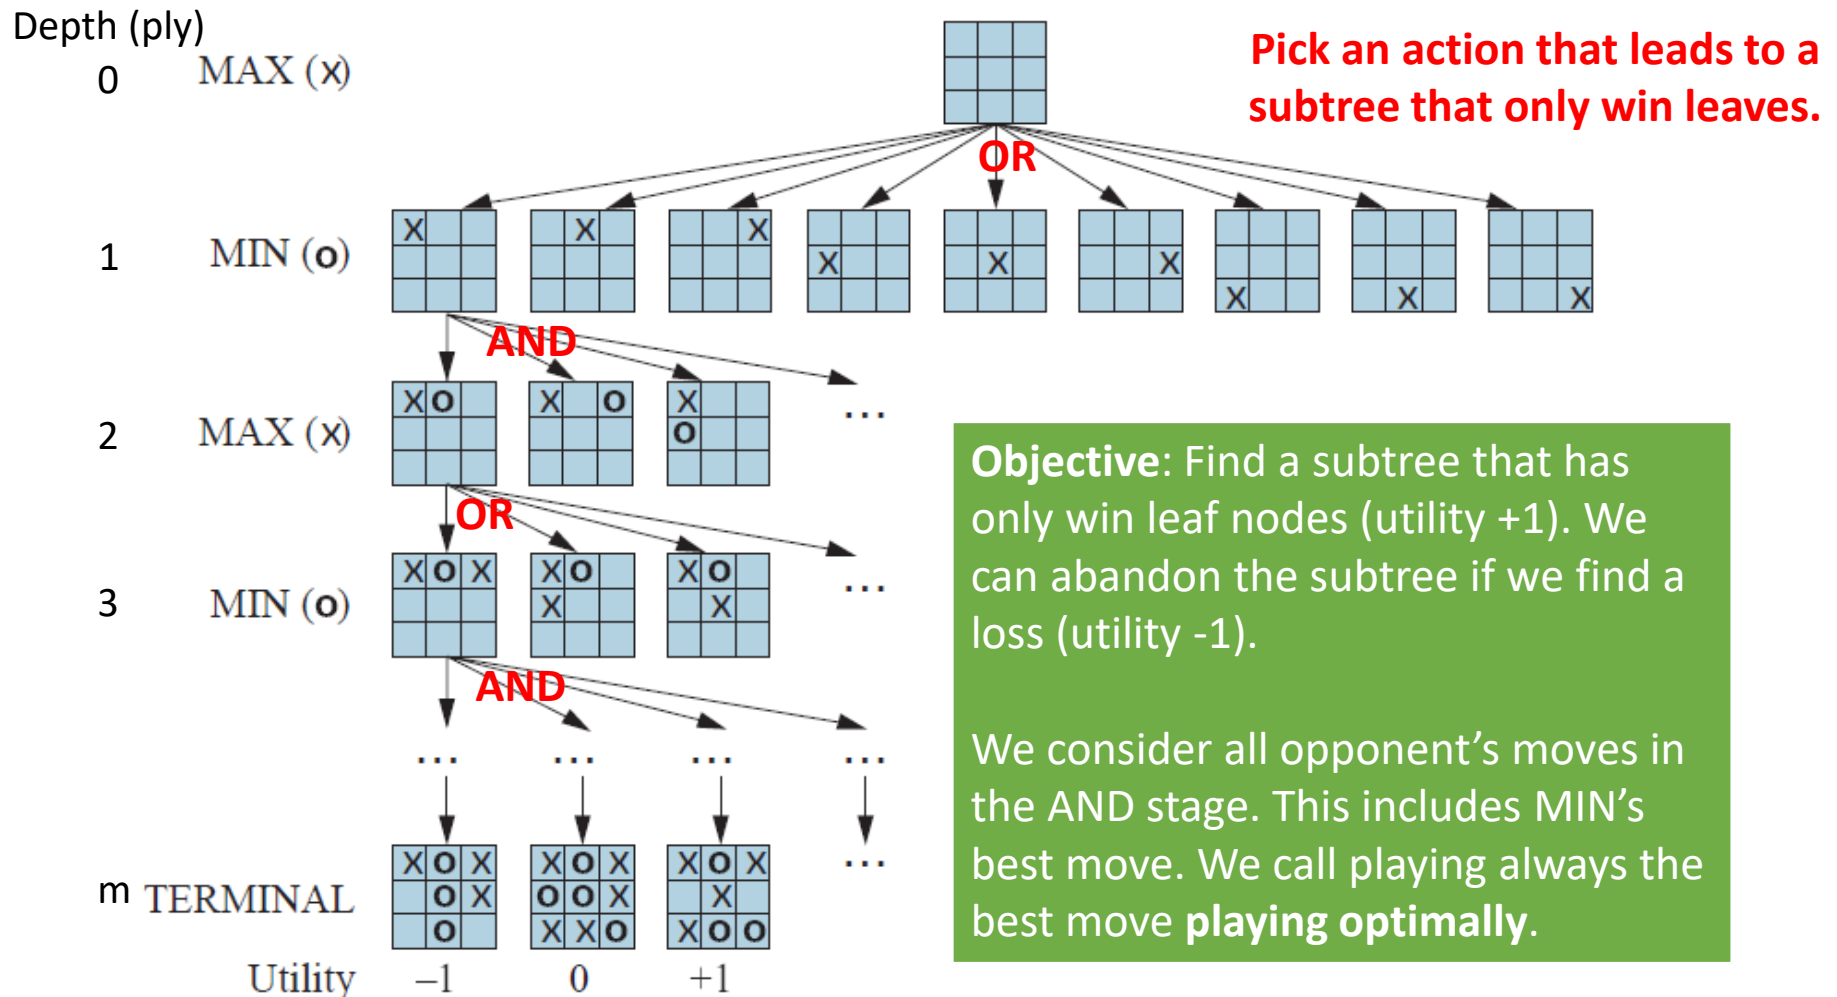 Depth (ply)
0 MAX (x)
Pick an action that leads to a
subtree that only win leaves.
OR
1 MIN (o)
X X X
X X X
X X X
AND
2 MAX (x)
X O X O X
O
...
OR
3 MIN (o)
X O X X O X O
X X
...
AND
... ... ... ...
m TERMINAL
X O X X O X X O X
O X O O X X
O X X O X O O
...
Utility –1 0 +1
Objective: Find a subtree that has
only win leaf nodes (utility +1). We
can abandon the subtree if we find a
loss (utility -1).
We consider all opponent’s moves in
the AND stage. This includes MIN’s
best move. We call playing always the
best move playing optimally.